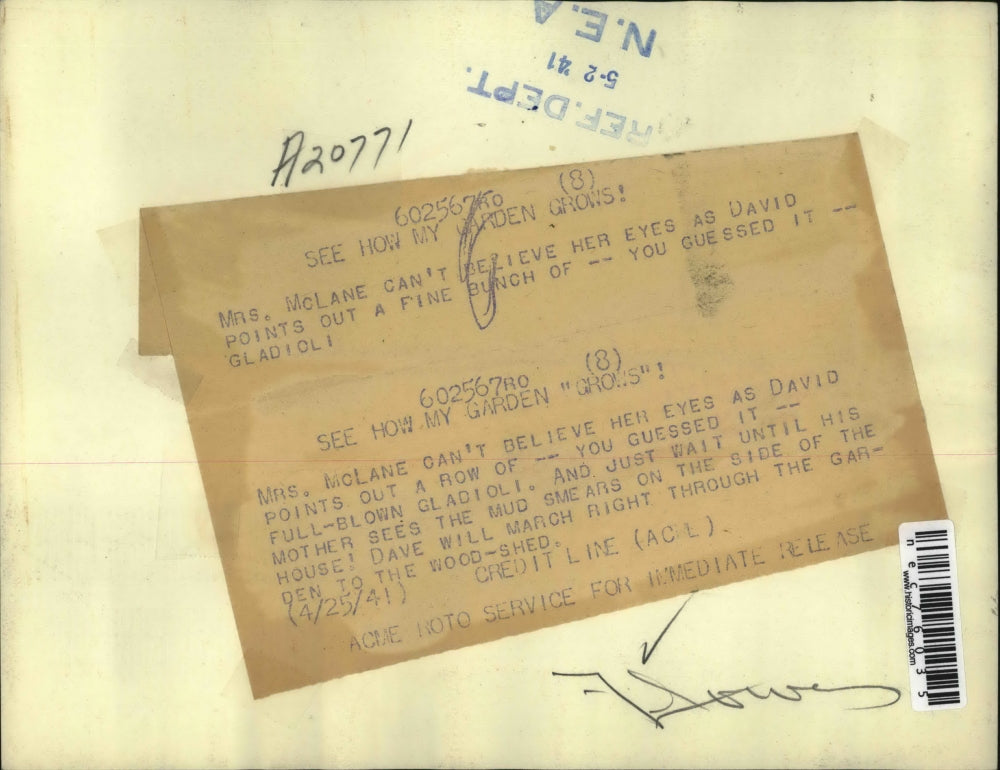 N.E.A
5-2 '41
REF. DEPT.
A20771
602567RO (8)
SEE HOW MY GARDEN GROWS!
MRS. MCLANE CAN'T BELIEVE HER EYES AS DAVID
POINTS OUT A FINE BUNCH OF -- YOU GUESSED IT --
GLADIOLI
602567RO (8)
SEE HOW MY GARDEN "GROWS"!
MRS. MCLANE CAN'T BELIEVE HER EYES AS DAVID
POINTS OUT A ROW OF -- YOU GUESSED IT --
FULL-BLOWN GLADIOLI. AND JUST WAIT UNTIL HIS
MOTHER SEES THE MUD SMEARS ON THE SIDE OF THE
HOUSE! DAVE WILL MARCH RIGHT THROUGH THE GAR=
DEN TO THE WOOD-SHED.
(4/25/41) CREDIT LINE
ACME SERVICE FOR IMMEDIATE RELEASE
Flowers
nec76035
www.historicimages.com